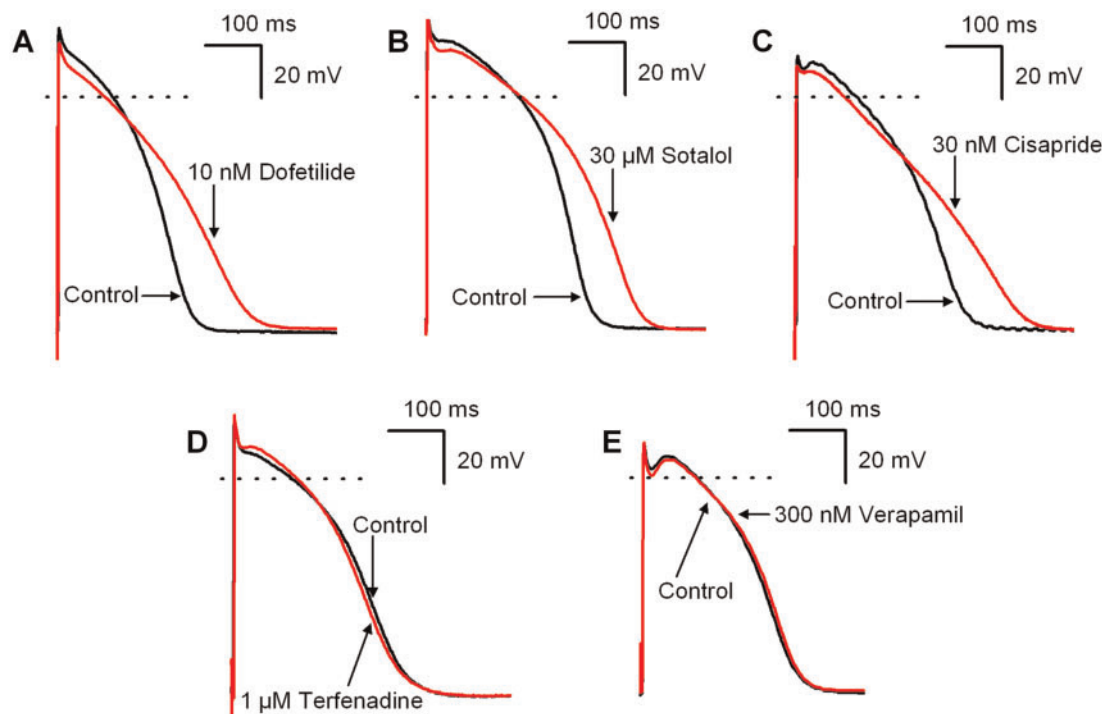 A
100 ms
20 mV
10 nM Dofetilide
Control
B
100 ms
20 mV
30 µM Sotalol
Control
C
100 ms
20 mV
30 nM Cisapride
Control
D
100 ms
20 mV
Control
1 µM Terfenadine
E
100 ms
20 mV
300 nM Verapamil
Control